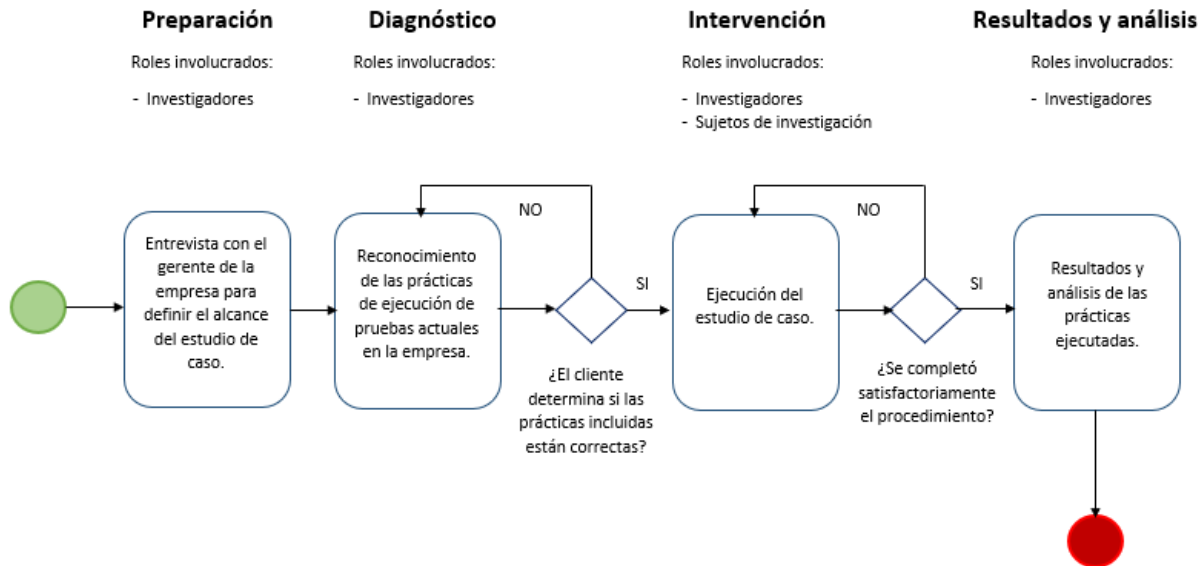 Preparación
Roles involucrados:
- Investigadores
Diagnóstico
Roles involucrados:
- Investigadores
Intervención
Roles involucrados:
- Investigadores
- Sujetos de investigación
Resultados y análisis
Roles involucrados:
- Investigadores
Entrevista con el
gerente de la
empresa para
definir el alcance
del estudio de
caso.
Reconocimiento
de las prácticas
de ejecución de
pruebas actuales
en la empresa.
NO
SI
¿El cliente
determina si las
prácticas incluidas
están correctas?
Ejecución del
estudio de caso.
NO
SI
¿Se completó
satisfactoriamente
el procedimiento?
Resultados y
análisis de las
prácticas
ejecutadas.